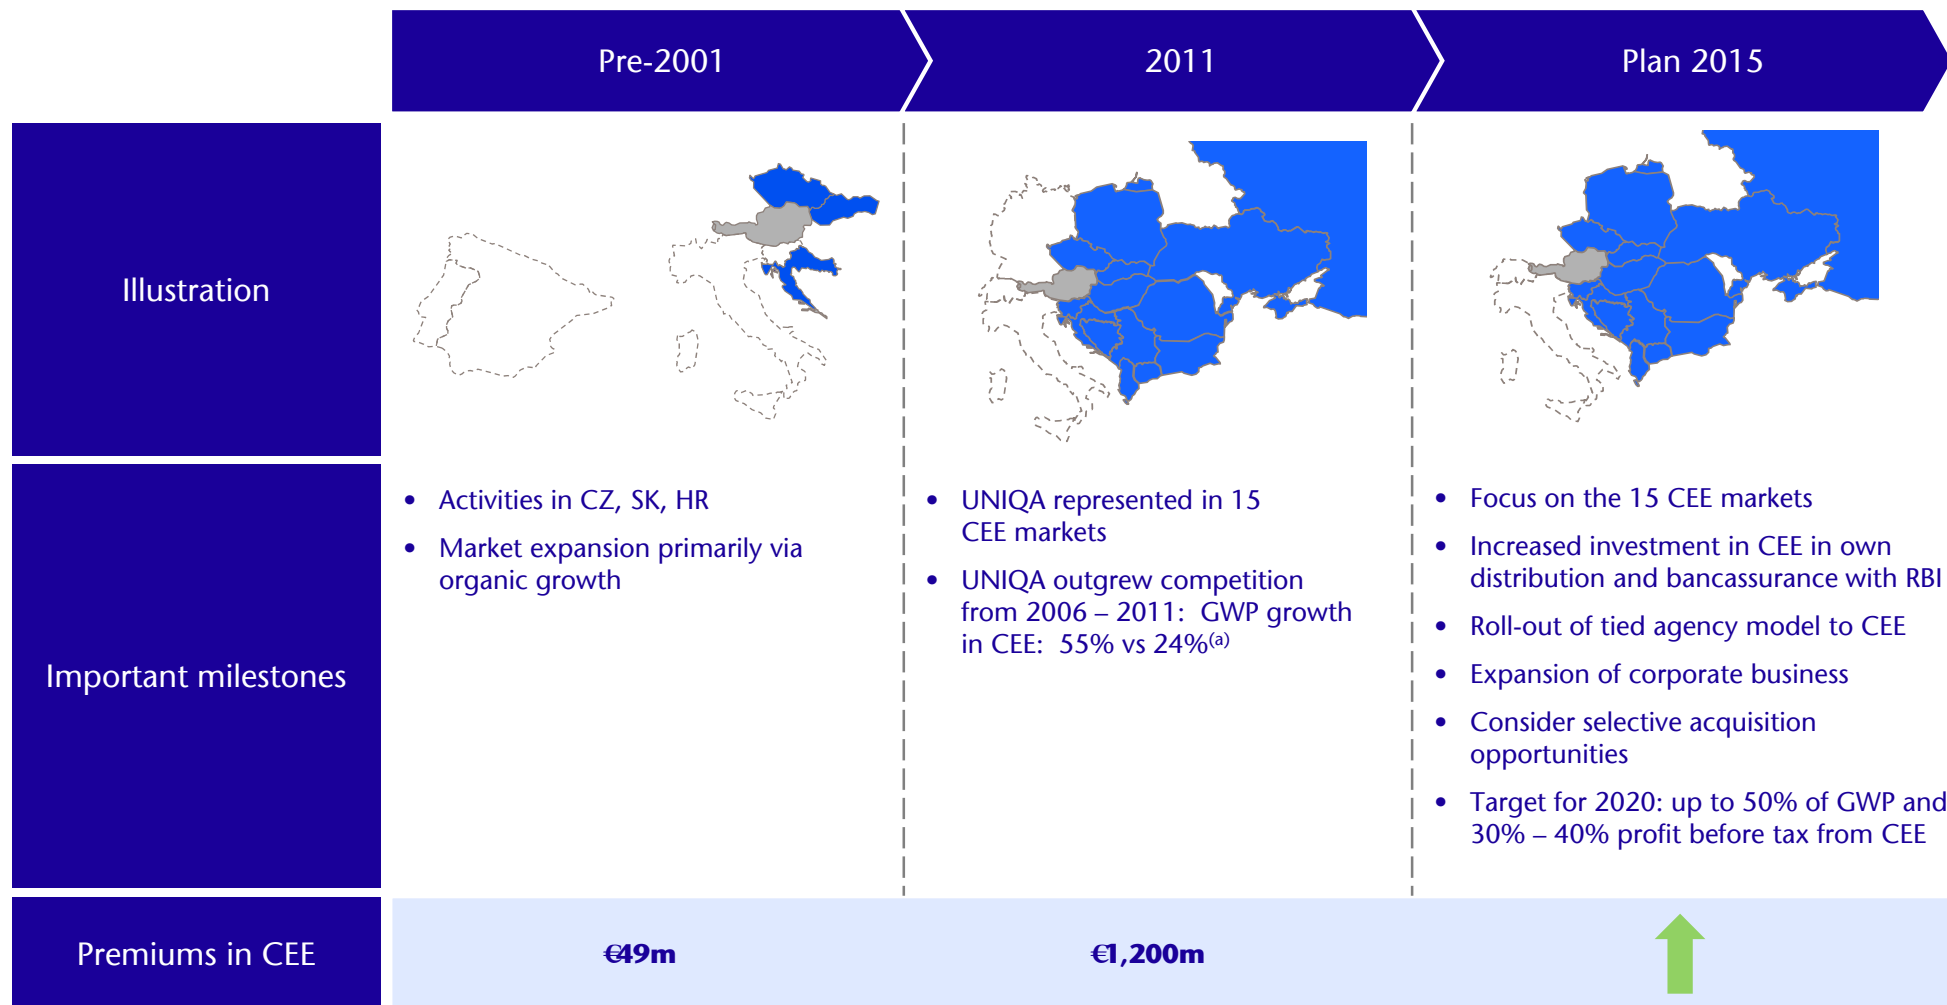 Pre-2001
2011
Plan 2015
Illustration
Important milestones
• Activities in CZ, SK, HR
• Market expansion primarily via
organic growth
• UNIQA represented in 15
CEE markets
• UNIQA outgrew competition
from 2006 – 2011: GWP growth
in CEE: 55% vs 24%(a)
• Focus on the 15 CEE markets
• Increased investment in CEE in own
distribution and bancassurance with RBI
• Roll-out of tied agency model to CEE
• Expansion of corporate business
• Consider selective acquisition
opportunities
• Target for 2020: up to 50% of GWP and
30% – 40% profit before tax from CEE
Premiums in CEE
€49m
€1,200m